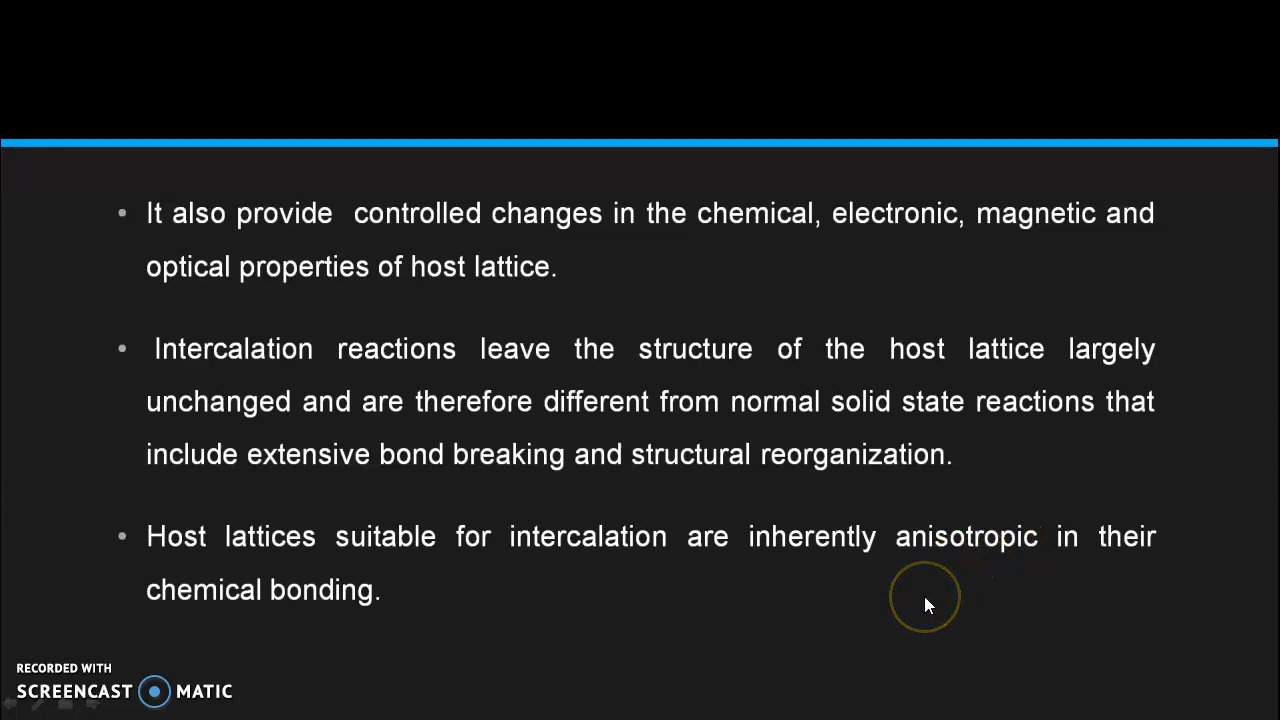 • It also provide controlled changes in the chemical, electronic, magnetic and
optical properties of host lattice.
• Intercalation reactions leave the structure of the host lattice largely
unchanged and are therefore different from normal solid state reactions that
include extensive bond breaking and structural reorganization.
• Host lattices suitable for intercalation are inherently anisotropic in their
chemical bonding.
RECORDED WITH
SCREENCAST MATIC